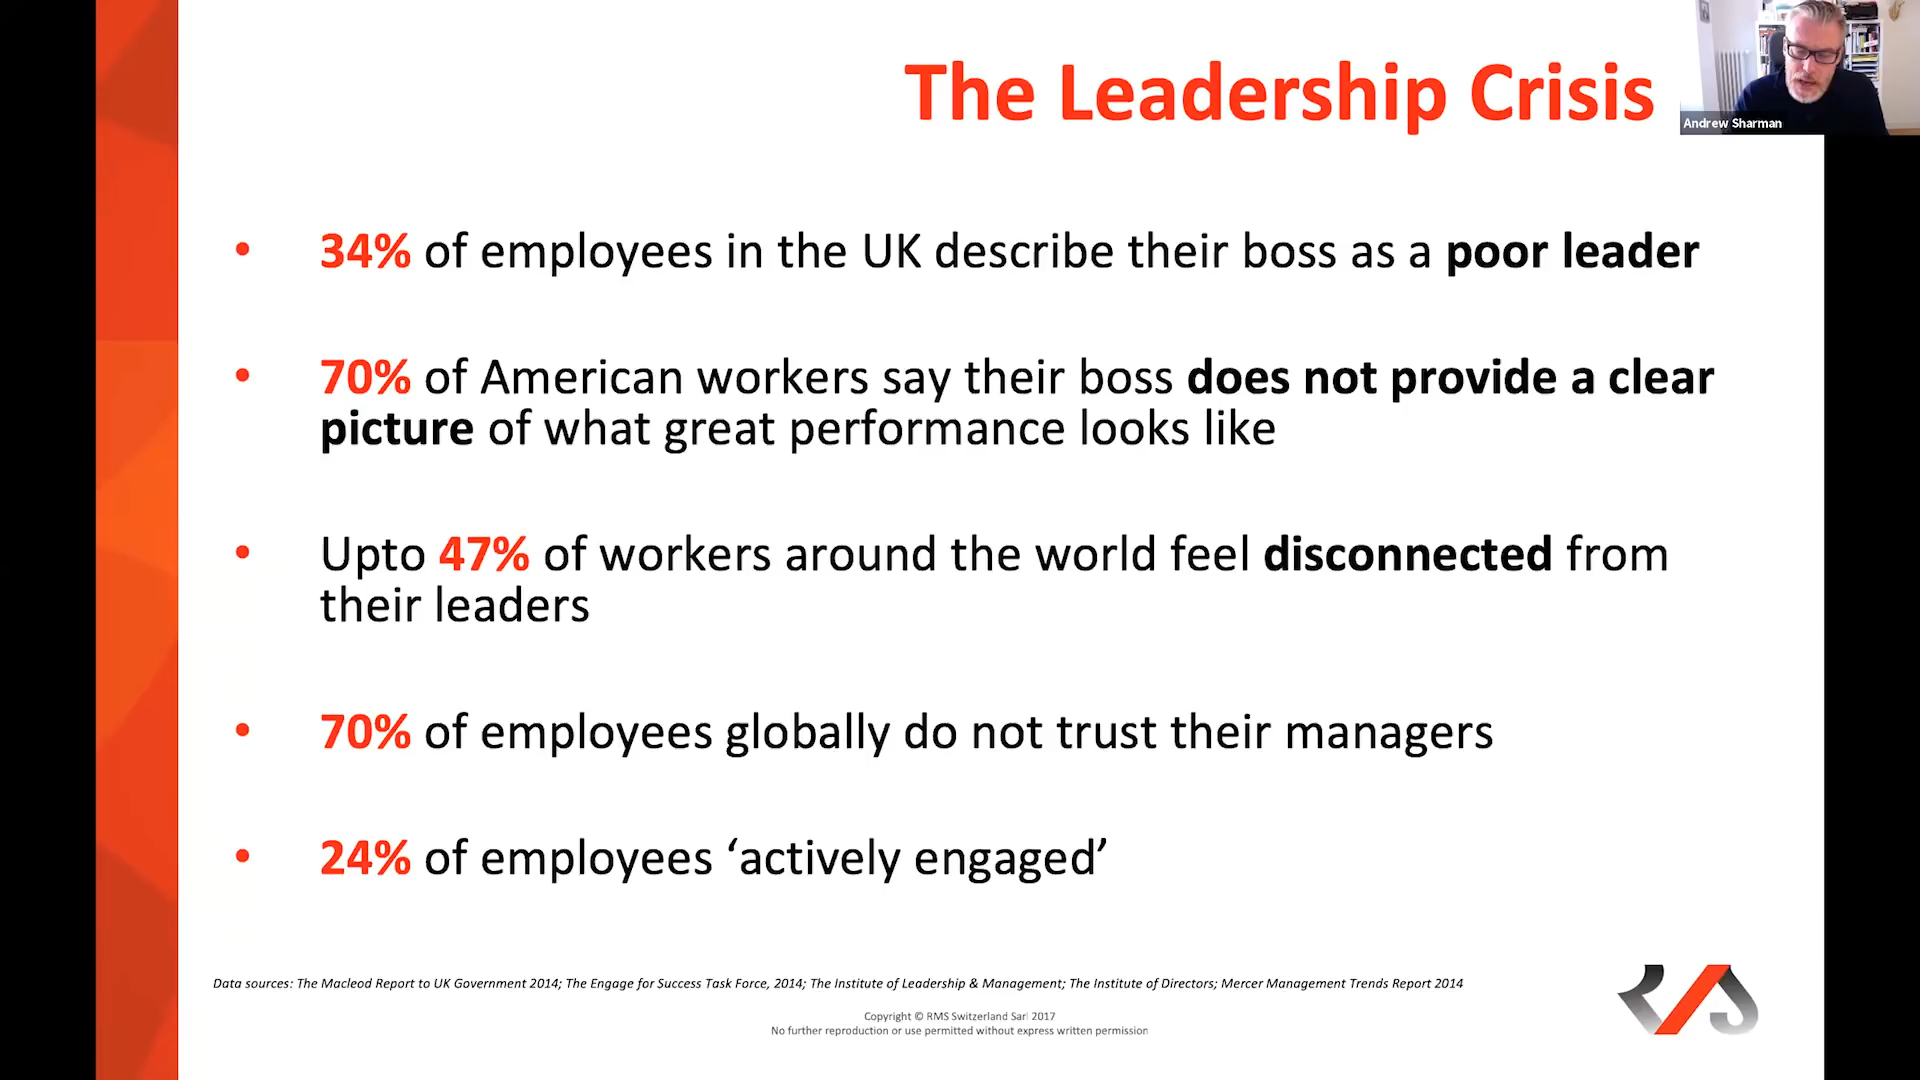 The Leadership Crisis
Andrew Sharman
• 34% of employees in the UK describe their boss as a poor leader
• 70% of American workers say their boss does not provide a clear
picture of what great performance looks like
• Upto 47% of workers around the world feel disconnected from
their leaders
• 70% of employees globally do not trust their managers
• 24% of employees ‘actively engaged’
Data sources: The Macleod Report to UK Government 2014; The Engage for Success Task Force, 2014; The Institute of Leadership & Management; The Institute of Directors; Mercer Management Trends Report 2014
Copyright © RMS Switzerland Sarl 2017
No further reproduction or use permitted without express written permission